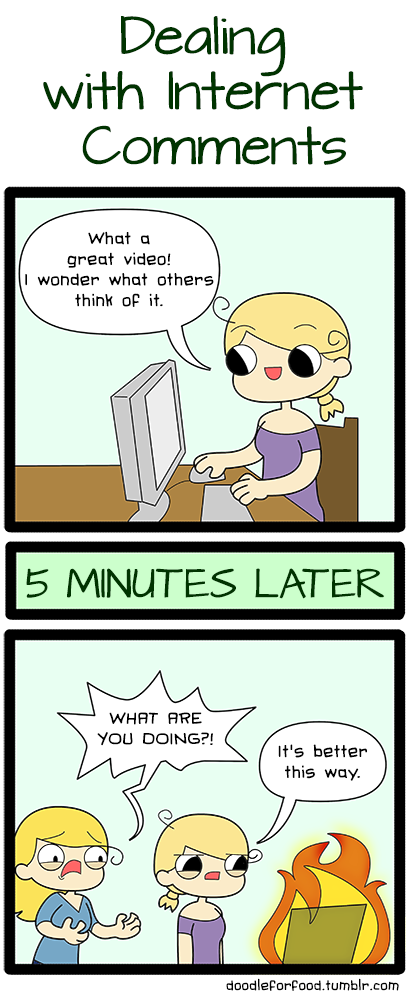 Dealing
with Internet
Comments
What a
great video!
I wonder what others
think of it.
5 MINUTES LATER
WHAT ARE
YOU DOING?!
It's better
this way.
doodleforfood.tumblr.com